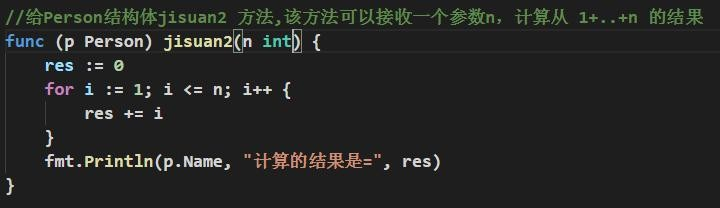 //给Person结构体jisuan2 方法,该方法可以接收一个参数n，计算从 1+..+n 的结果
func (p Person) jisuan2(n int) {
    res := 0
    for i := 1; i <= n; i++ {
        res += i
    }
    fmt.Println(p.Name, "计算的结果是=", res)
}